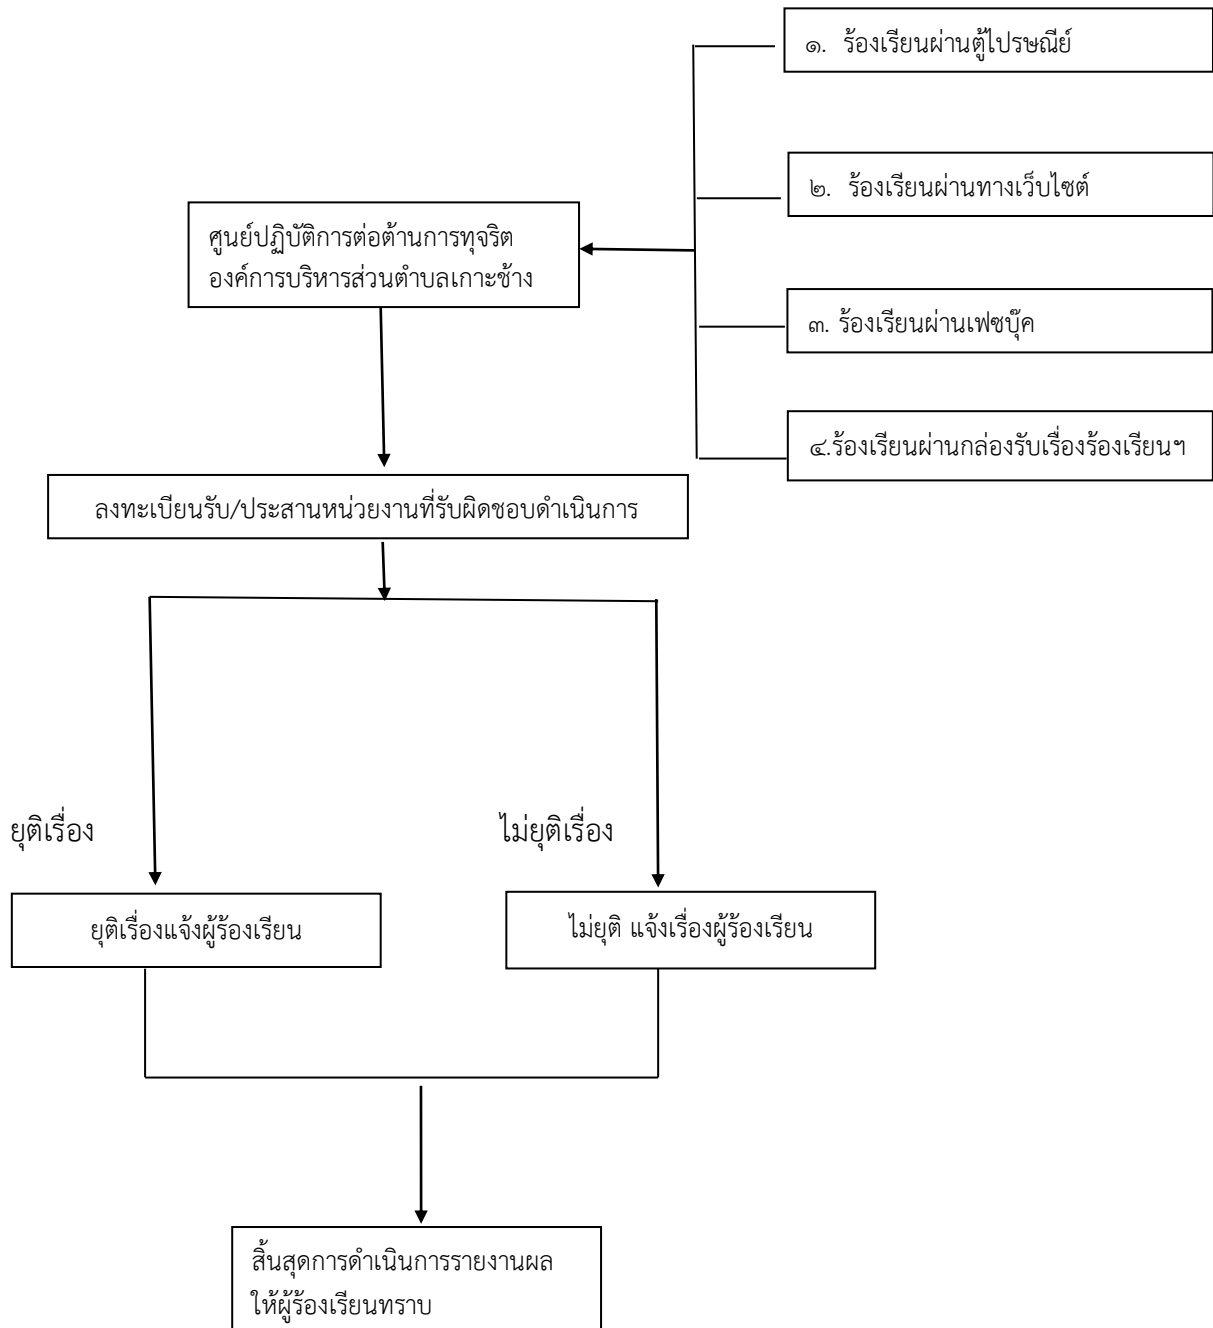 ๑. ร้องเรียนผ่านตู้ไปรษณีย์
๒. ร้องเรียนผ่านทางเว็บไซต์
ศูนย์ปฏิบัติการต่อต้านการทุจริต
องค์การบริหารส่วนตำบลเกาะช้าง
๓. ร้องเรียนผ่านเฟซบุ๊ค
๔.ร้องเรียนผ่านกล่องรับเรื่องร้องเรียนฯ
ลงทะเบียนรับ/ประสานหน่วยงานที่รับผิดชอบดำเนินการ
ยุติเรื่อง
ไม่ยุติเรื่อง
ยุติเรื่องแจ้งผู้ร้องเรียน
ไม่ยุติ แจ้งเรื่องผู้ร้องเรียน
สิ้นสุดการดำเนินการรายงานผล
ให้ผู้ร้องเรียนทราบ